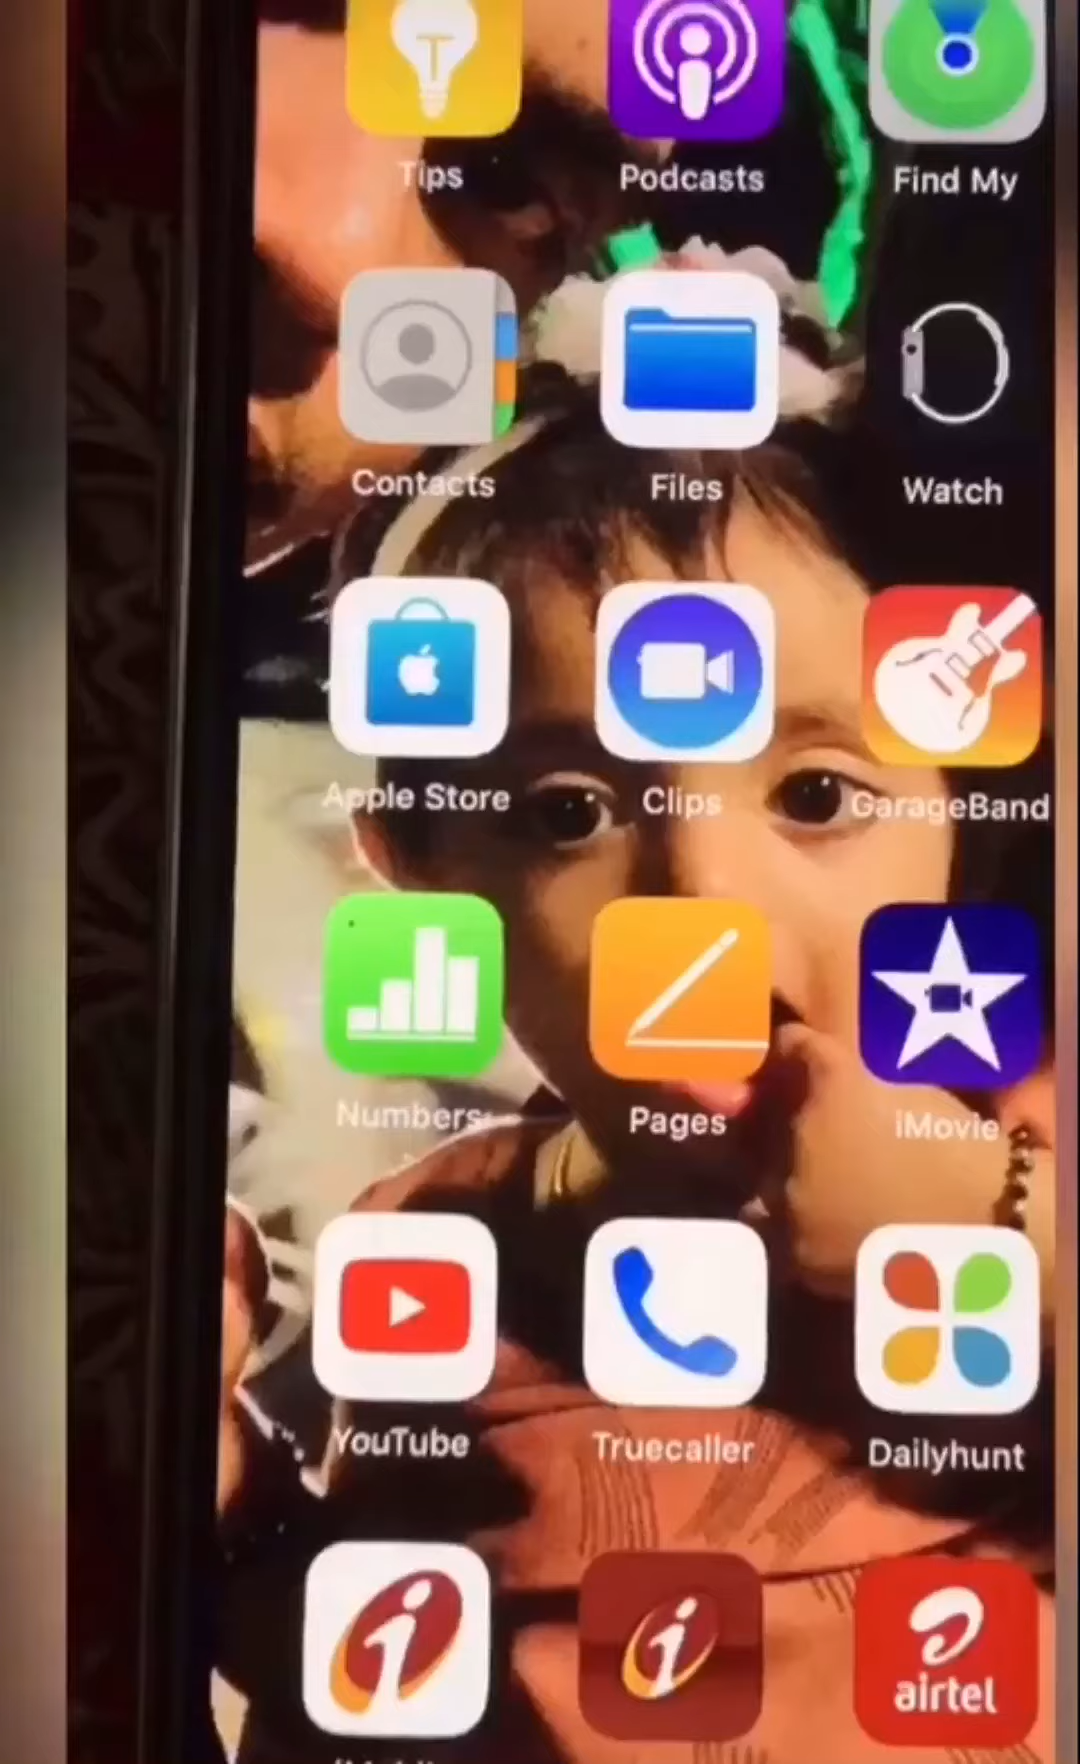 Tips Podcasts Find My
Contacts Files Watch
Apple Store Clips GarageBand
Numbers Pages iMovie
YouTube Truecaller Dailyhunt
airtel